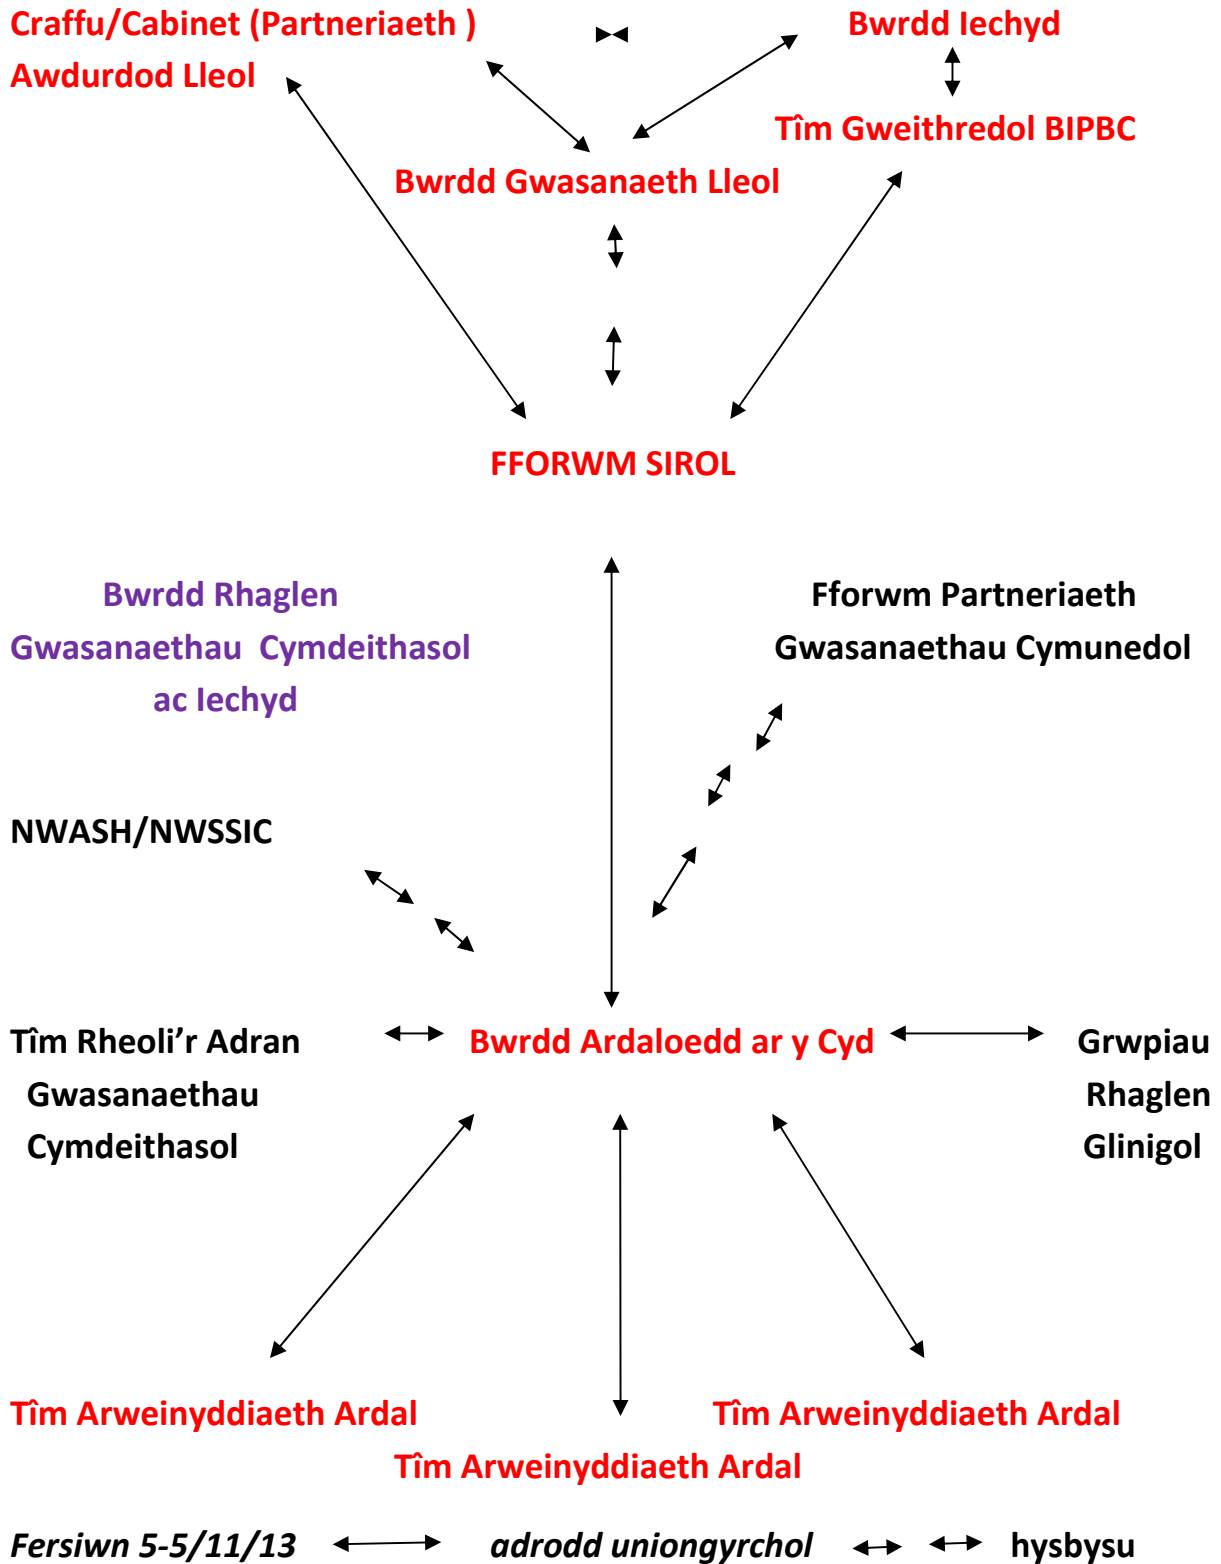 Craffu/Cabinet (Partneriaeth )
Awdurdod Lleol
Bwrdd Iechyd
Tîm Gweithredol BIPBC
Bwrdd Gwasanaeth Lleol
FFORWM SIROL
Bwrdd Rhaglen
Gwasanaethau Cymdeithasol
ac Iechyd
Fforwm Partneriaeth
Gwasanaethau Cymunedol
NWASH/NWSSIC
Tîm Rheoli’r Adran
Gwasanaethau
Cymdeithasol
Bwrdd Ardaloedd ar y Cyd
Grwpiau
Rhaglen
Glinigol
Tîm Arweinyddiaeth Ardal
Tîm Arweinyddiaeth Ardal
Tîm Arweinyddiaeth Ardal
Fersiwn 5-5/11/13 adrodd uniongyrchol hysbysu